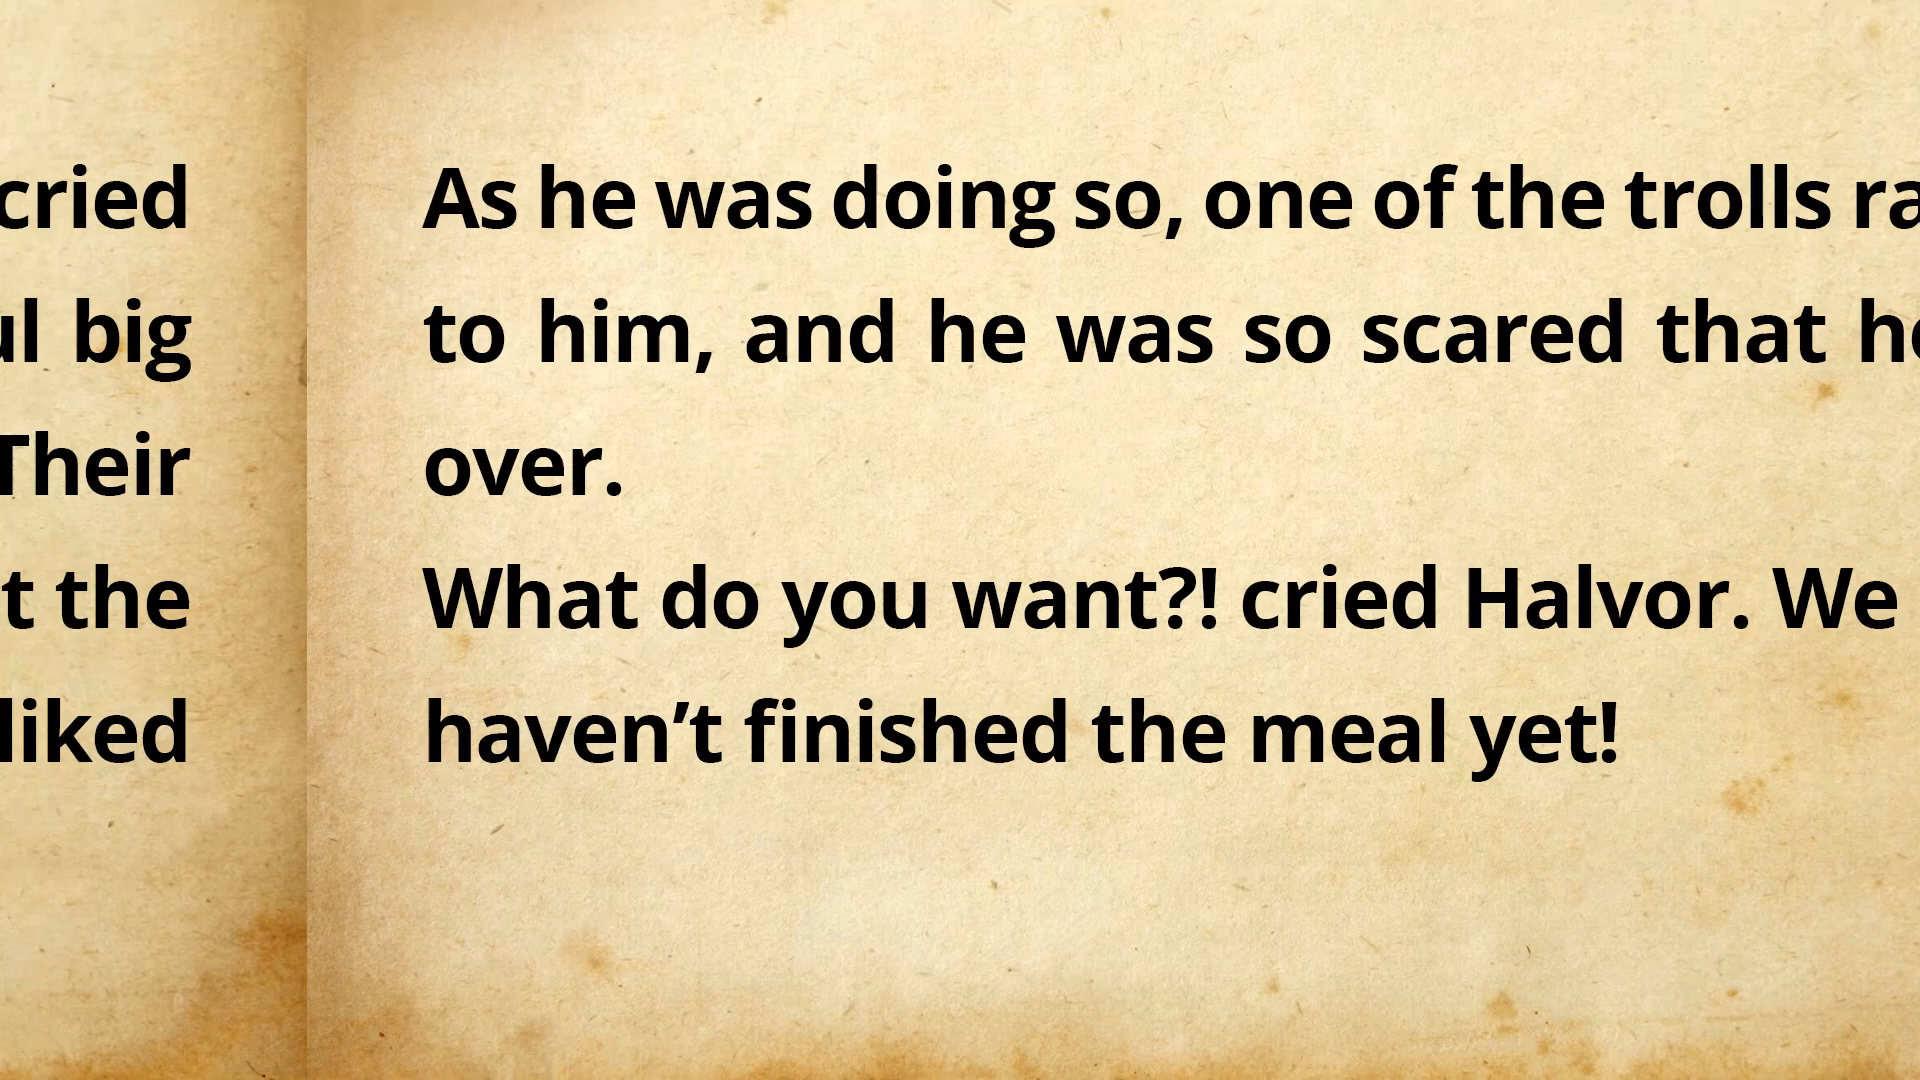 cried
big
Their
the
liked
As he was doing so, one of the trolls
to him, and he was so scared that
over.
What do you want?! cried Halvor. We
haven’t finished the meal yet!